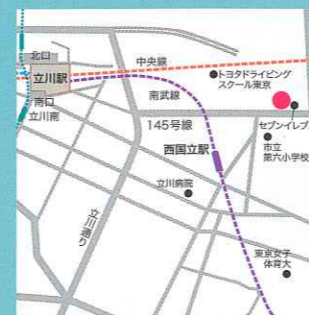 北口
立川駅
中央線
トヨタドライビング
スクール東京
南武線
南口
立川南
145号線
セブンイレブ
市立
第六小学校
西国立駅
立川病院
立川通り
東京女子
体育大